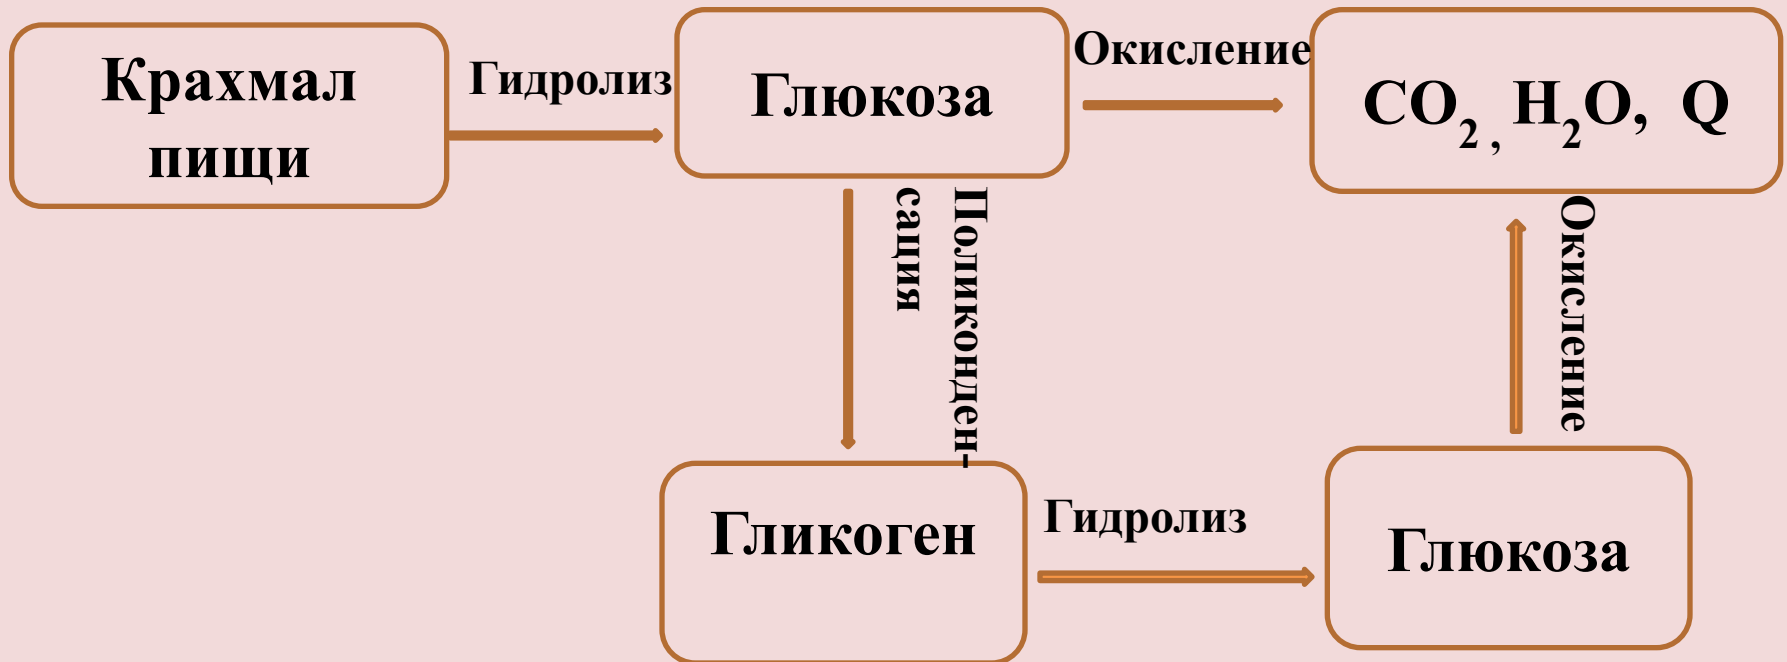 Крахмал
пищи
Гидролиз
Глюкоза
Окисление
CO₂, H₂O, Q
Поликонден-
сация
Окисление
Гликоген
Гидролиз
Глюкоза